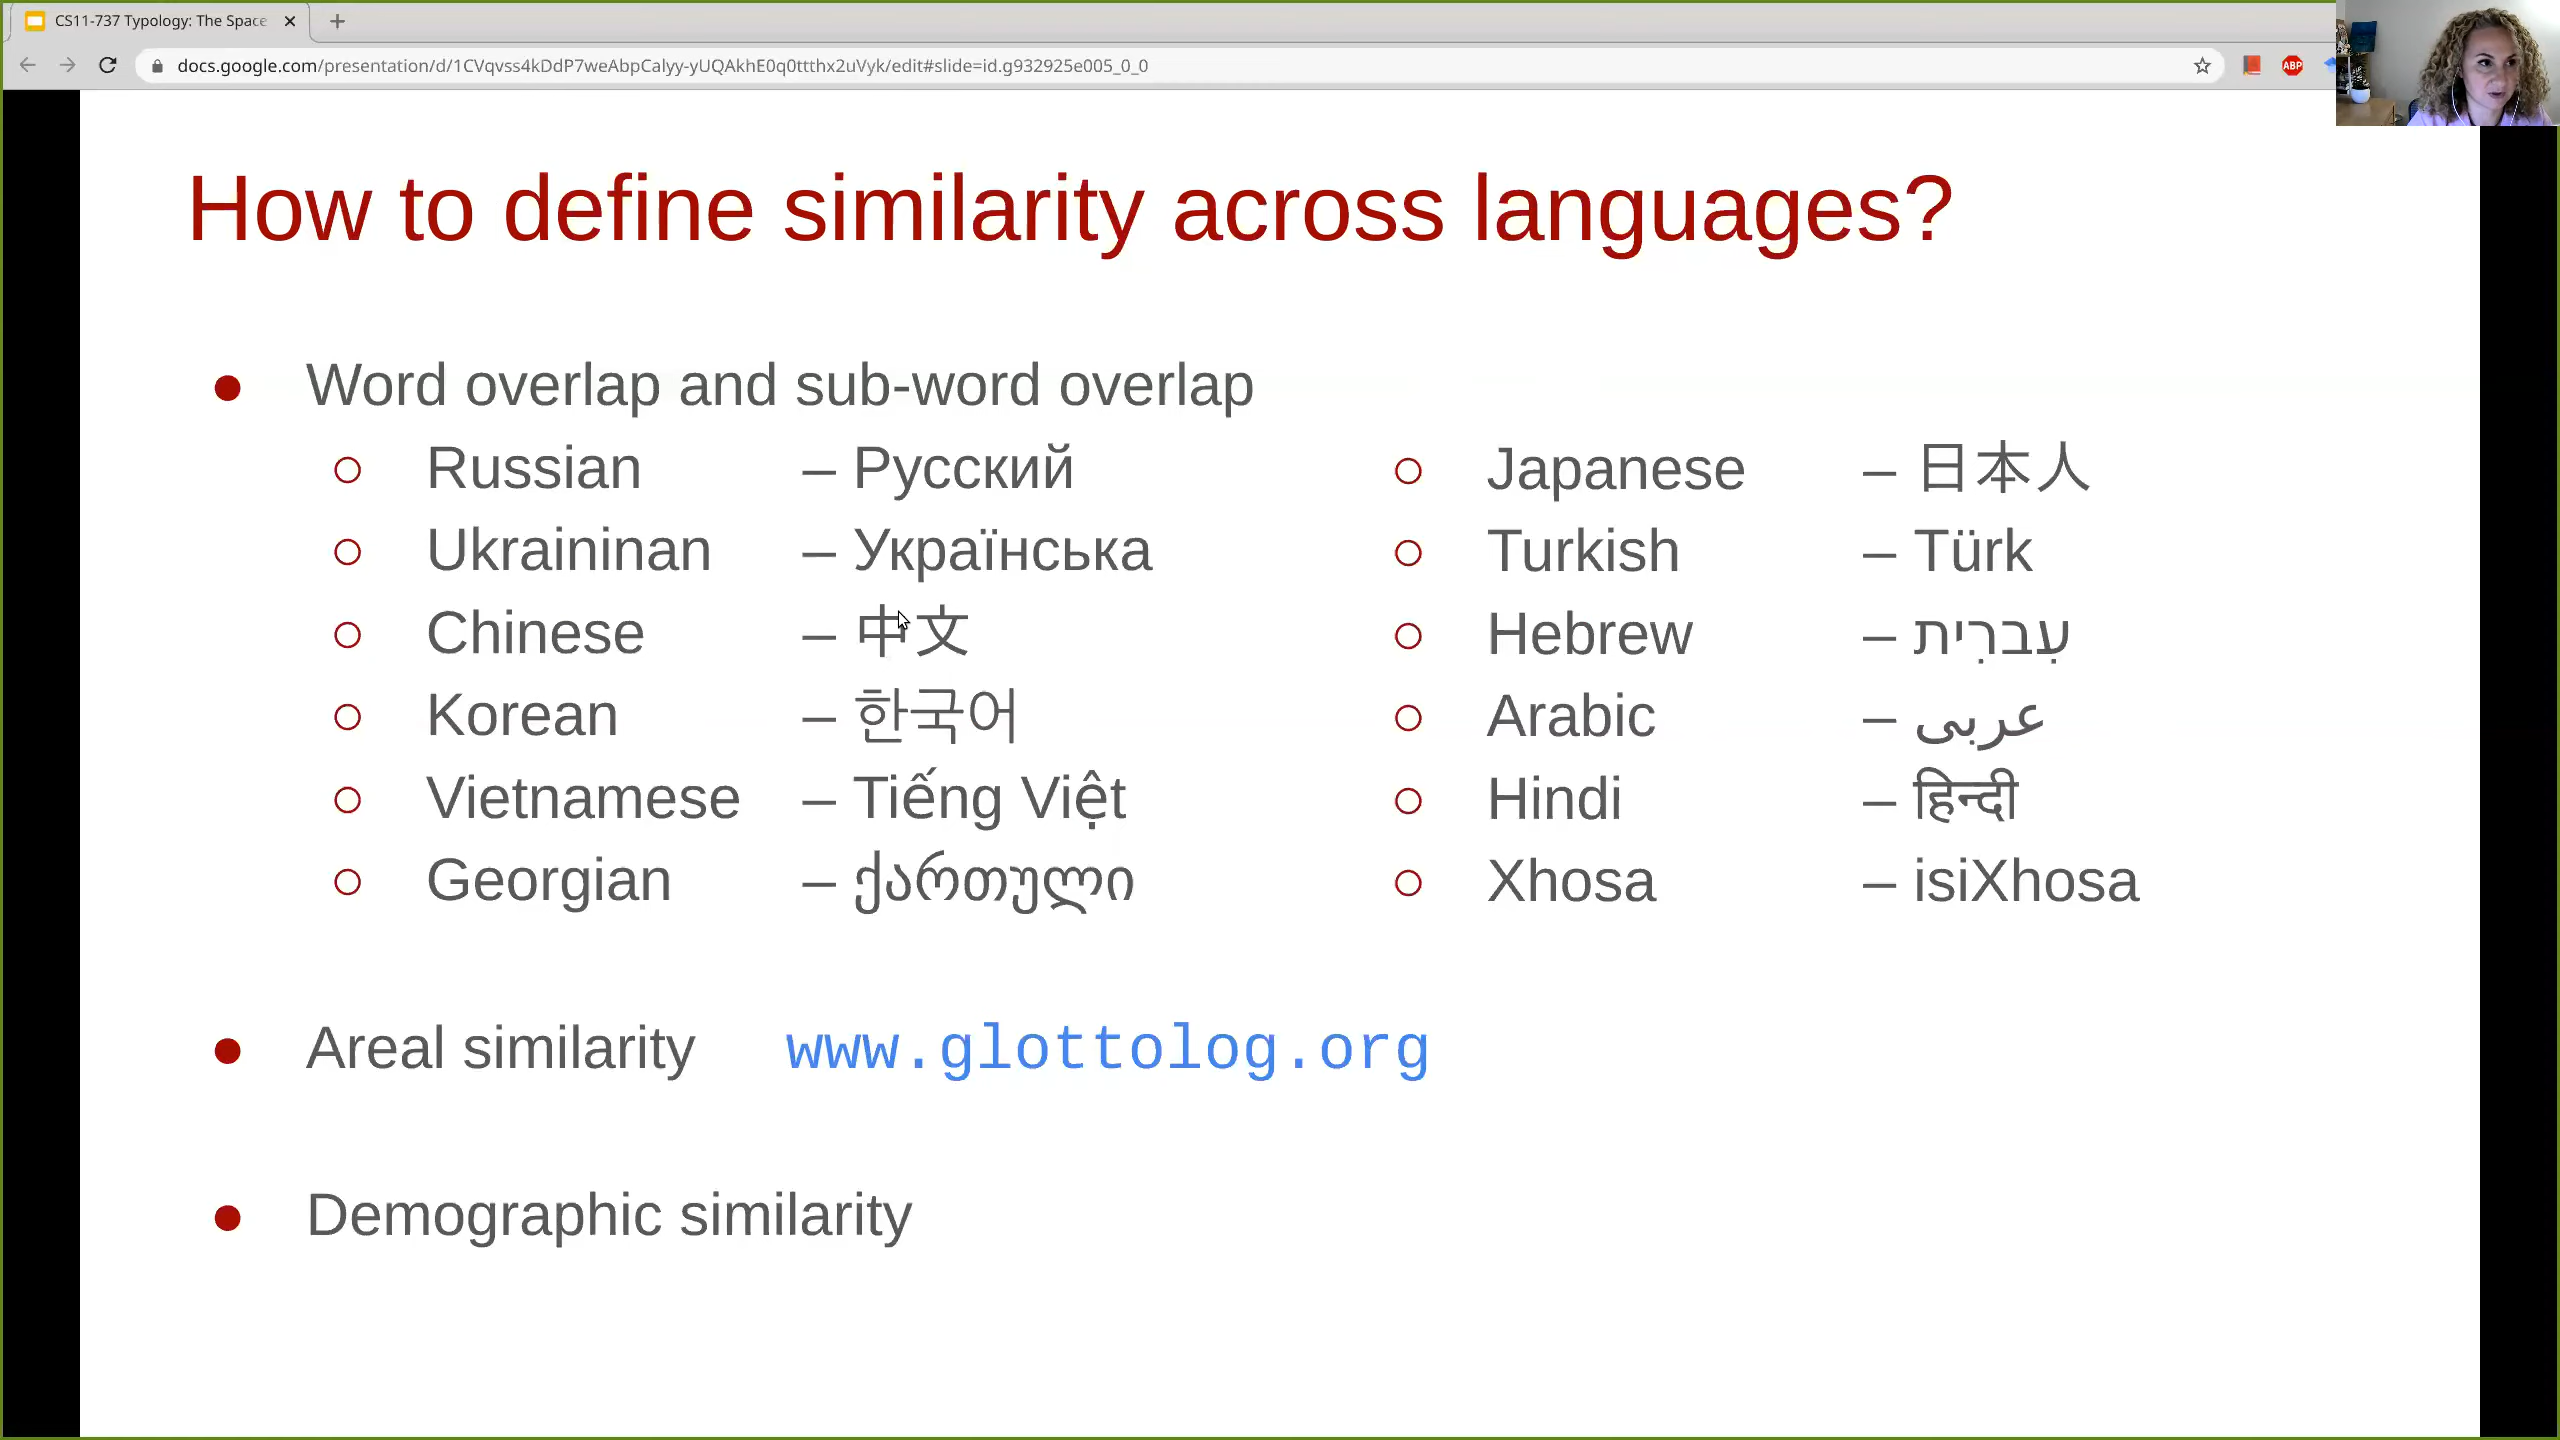 CS11-737 Typology: The Space
docs.google.com/presentation/d/1CVqvss4kDdP7weAbpCalyy-yUQAkhE0q0ttthx2uVyk/edit#slide=id.g932925e005_0_0
ABP
How to define similarity across languages?
● Word overlap and sub-word overlap
○ Russian – Русский
○ Ukraininan – Українська
○ Chinese – 中文
○ Korean – 한국어
○ Vietnamese – Tiếng Việt
○ Georgian – ქართული
○ Japanese – 日本人
○ Turkish – Türk
○ Hebrew – עִברִית
○ Arabic – عربى
○ Hindi – हिन्दी
○ Xhosa – isiXhosa
● Areal similarity www.glottolog.org
● Demographic similarity